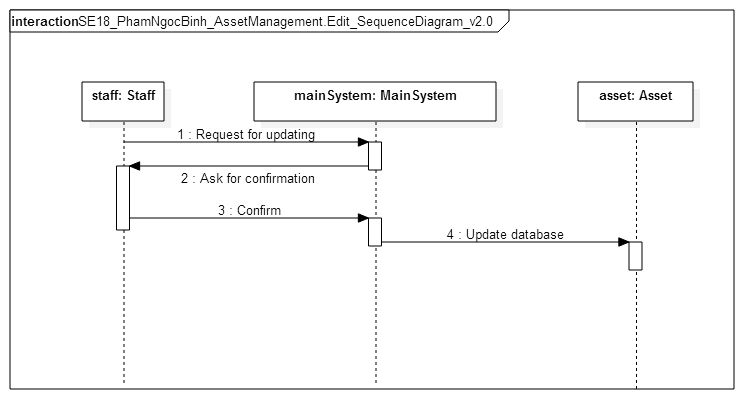 interactionSE18_PhamNgocBinh_AssetManagement.Edit_SequenceDiagram_v2.0
staff: Staff
mainSystem: MainSystem
asset: Asset
1 : Request for updating
2 : Ask for confirmation
3 : Confirm
4 : Update database